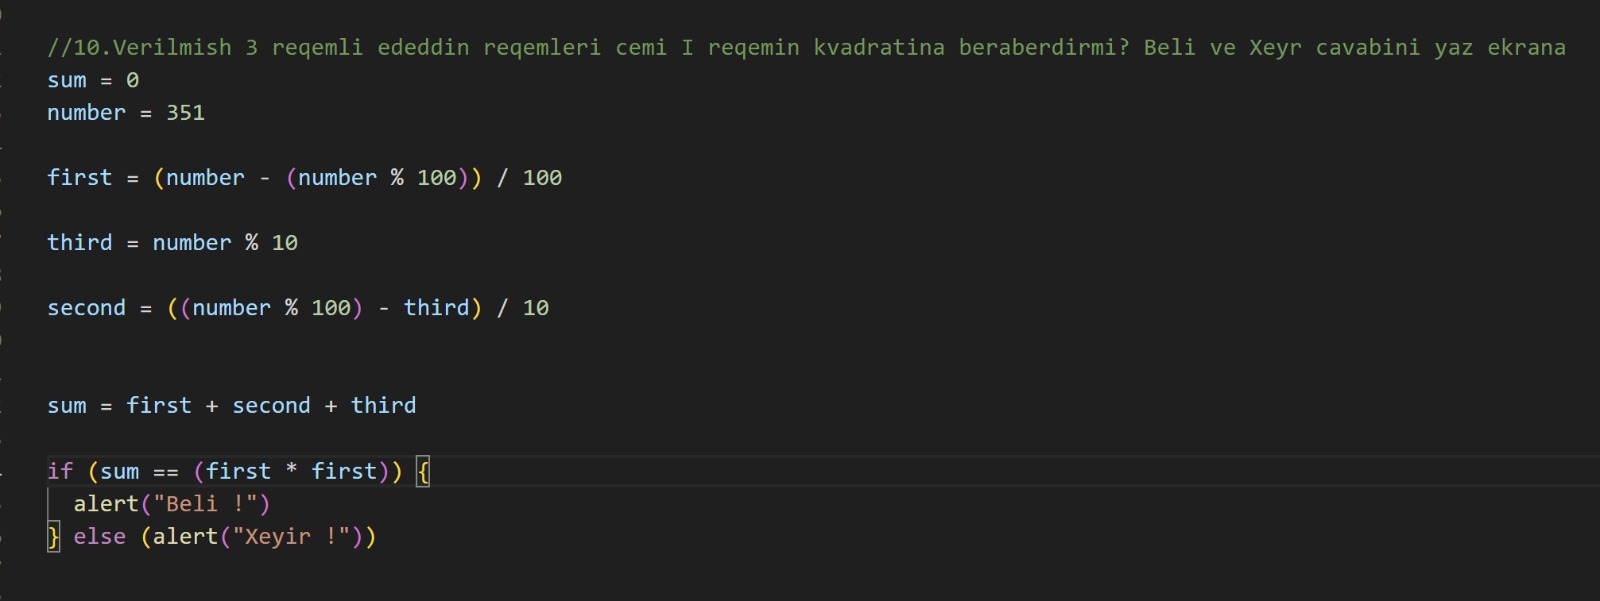 //10.Verilmish 3 reqemli ededdin reqemleri cemi I reqemin kvadratina beraberdirmi? Beli ve Xeyr cavabini yaz ekrana
sum = 0
number = 351
first = (number - (number % 100)) / 100
third = number % 10
second = ((number % 100) - third) / 10
sum = first + second + third
if (sum == (first * first)) {
alert("Beli !")
} else (alert("Xeyir !"))